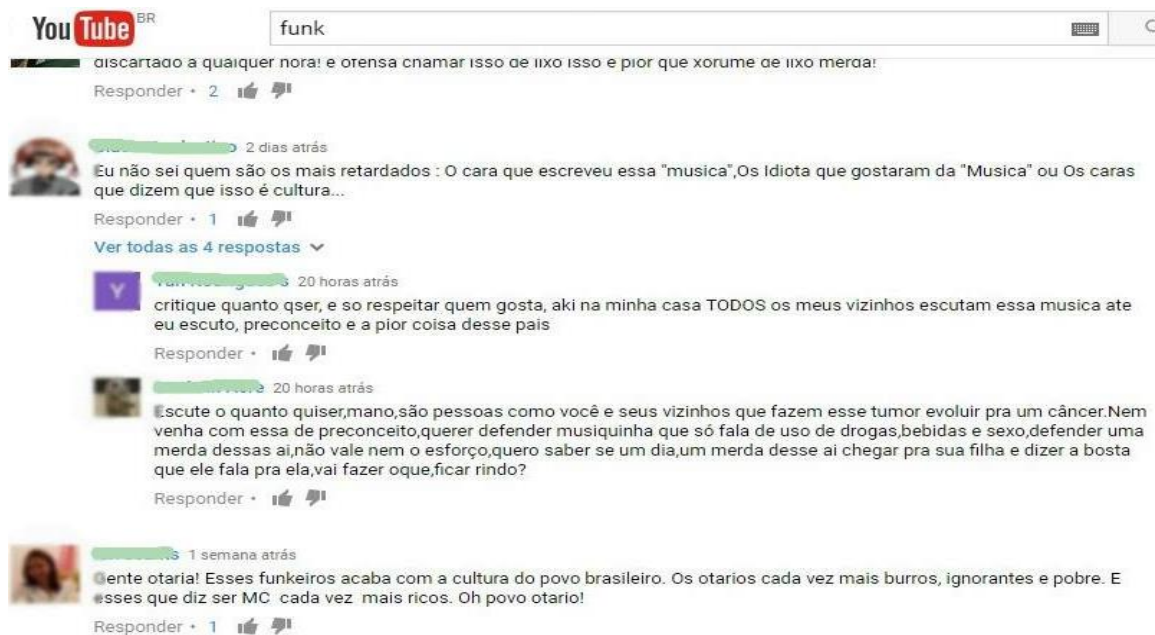 YouTube BR
funk
discartado a qualquer hora! e ofensa chamar isso de lixo isso e pior que xorume de lixo merda!
Responder • 2
2 dias atrás
Eu não sei quem são os mais retardados : O cara que escreveu essa "musica",Os Idiota que gostaram da "Musica" ou Os caras
que dizem que isso é cultura...
Responder • 1
Ver todas as 4 respostas
Y
20 horas atrás
critique quanto qser, e so respeitar quem gosta, aki na minha casa TODOS os meus vizinhos escutam essa musica ate
eu escuto, preconceito e a pior coisa desse pais
Responder •
20 horas atrás
Escute o quanto quiser,mano,são pessoas como você e seus vizinhos que fazem esse tumor evoluir pra um câncer.Nem
venha com essa de preconceito,querer defender musiquinha que só fala de uso de drogas,bebidas e sexo,defender uma
merda dessas ai,não vale nem o esforço,quero saber se um dia,um merda desse ai chegar pra sua filha e dizer a bosta
que ele fala pra ela,vai fazer oque,ficar rindo?
Responder •
1 semana atrás
Gente otaria! Esses funkeiros acaba com a cultura do povo brasileiro. Os otarios cada vez mais burros, ignorantes e pobre. E
esses que diz ser MC cada vez mais ricos. Oh povo otario!
Responder • 1